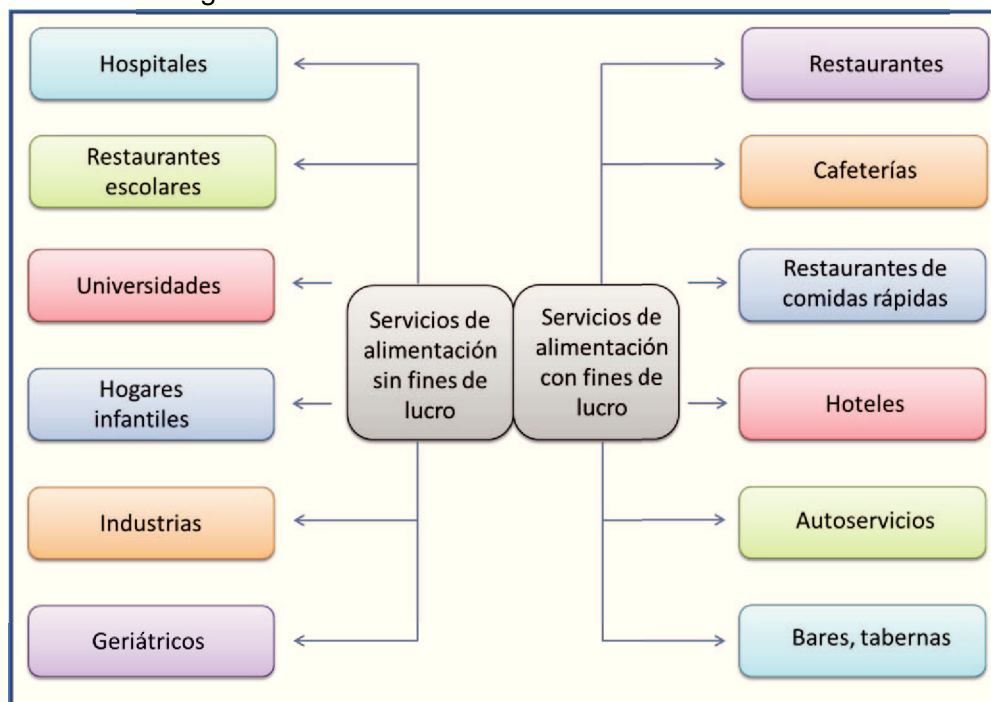 Hospitales
Restaurantes
escolares
Universidades
Hogares
infantiles
Industrias
Geriátricos
Servicios de
alimentación
sin fines de
lucro
Servicios de
alimentación
con fines de
lucro
Restaurantes
Cafeterías
Restaurantes de
comidas rápidas
Hoteles
Autoservicios
Bares, tabernas